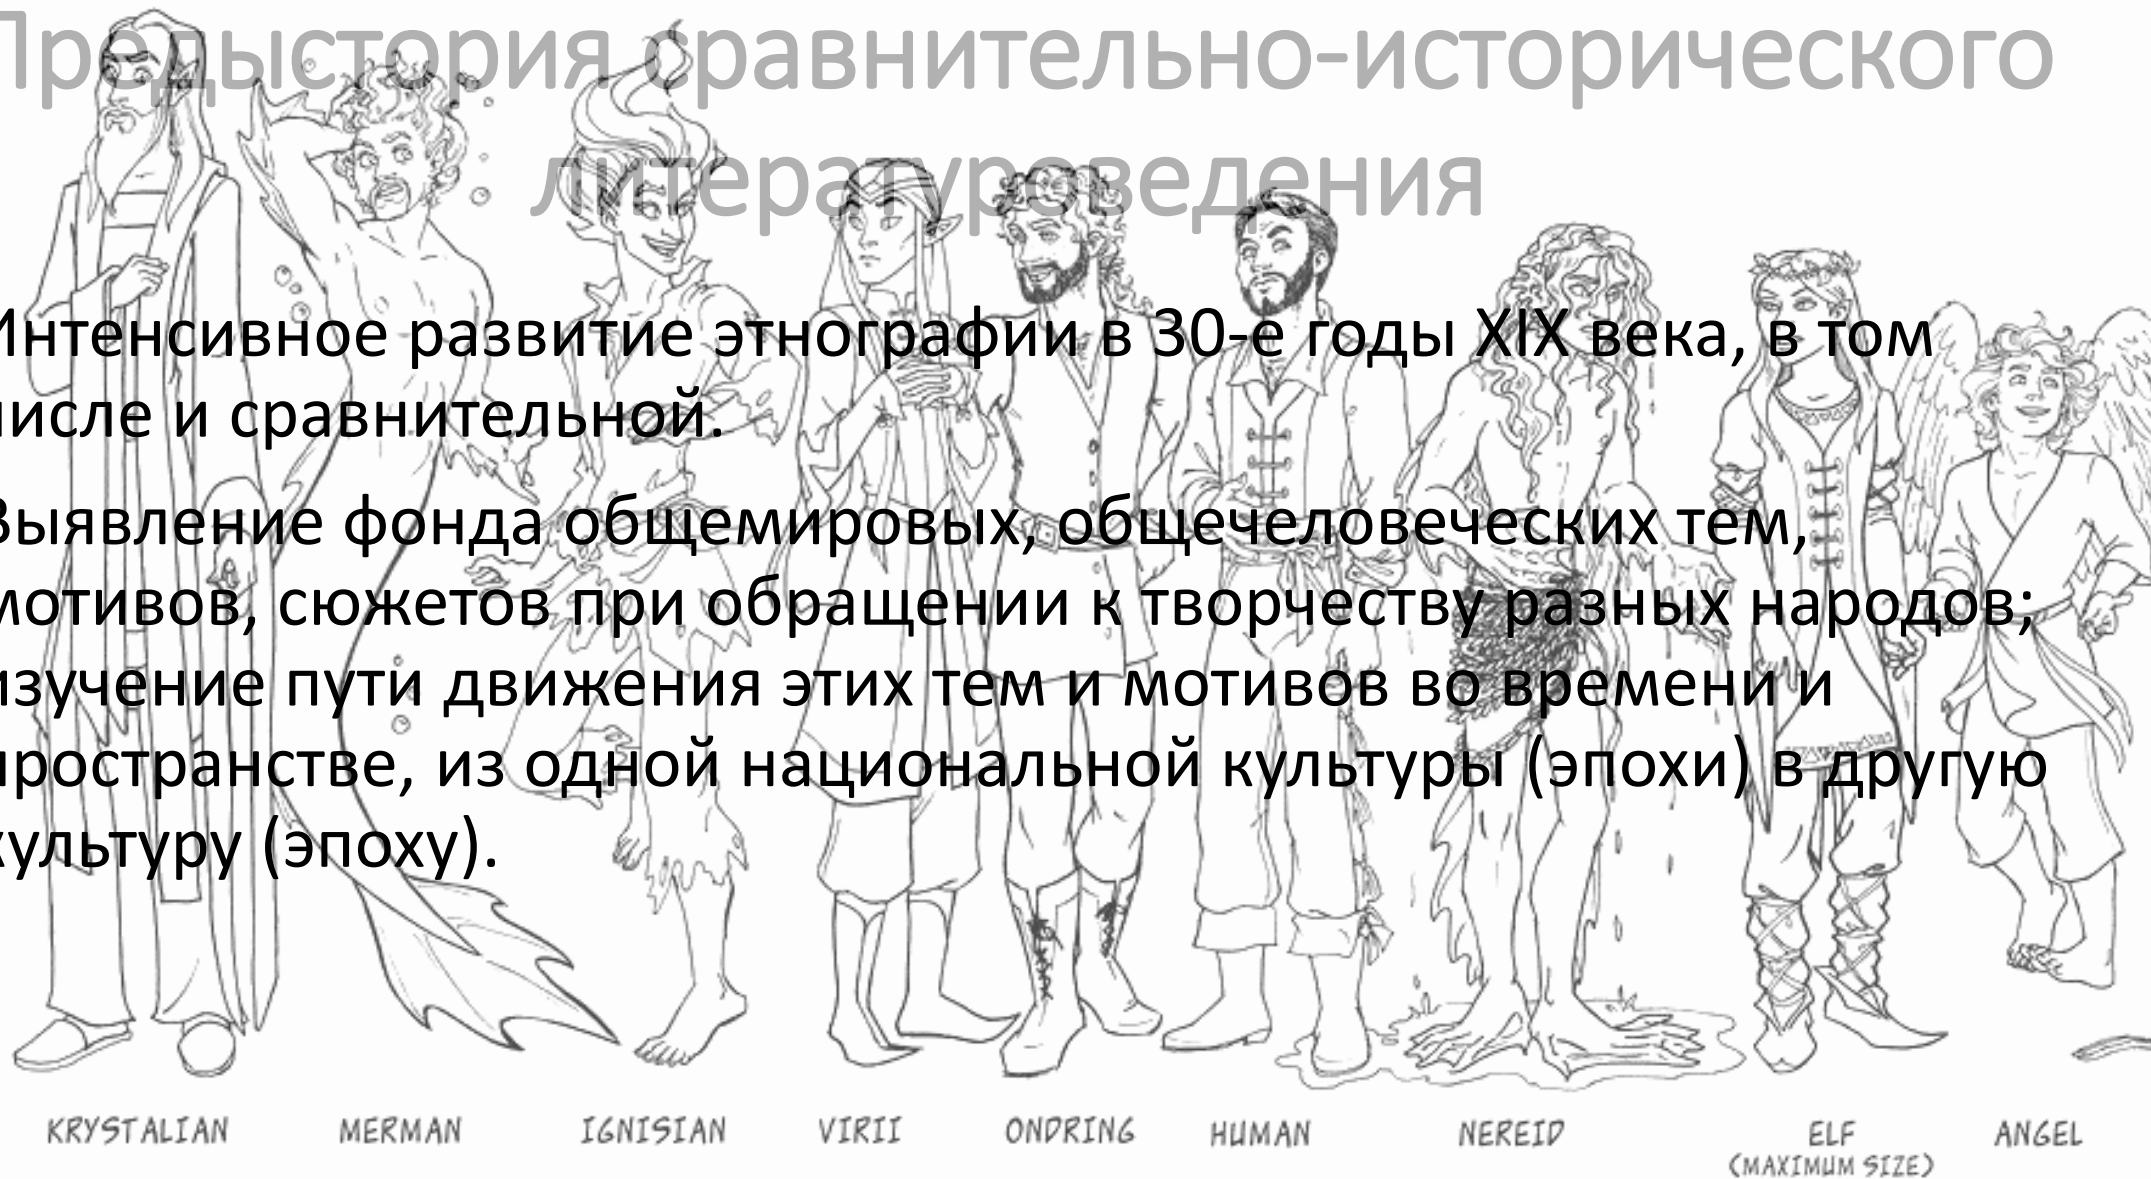 Предыстория сравнительно-исторического
литературоведения
Интенсивное развитие этнографии в 30-е годы XIX века, в том
числе и сравнительной.
Выявление фонда общемировых, общечеловеческих тем,
мотивов, сюжетов при обращении к творчеству разных народов;
изучение пути движения этих тем и мотивов во времени и
пространстве, из одной национальной культуры (эпохи) в другую
культуру (эпоху).
KRYSTALIAN MERMAN IGNISIAN VIRII ONDRING HUMAN NEREID ELF ANGEL
(MAXIMUM SIZE)